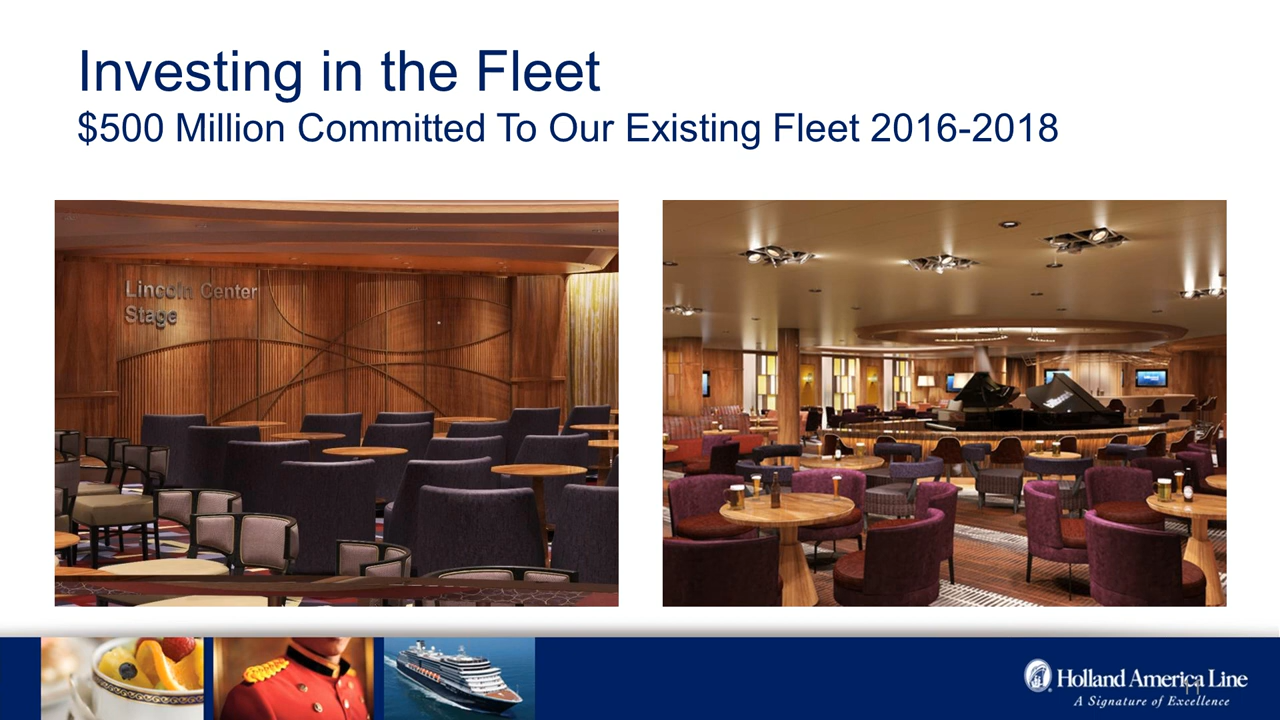 Investing in the Fleet
$500 Million Committed To Our Existing Fleet 2016-2018
Lincoln Center
Stage
Holland America Line
A Signature of Excellence
11